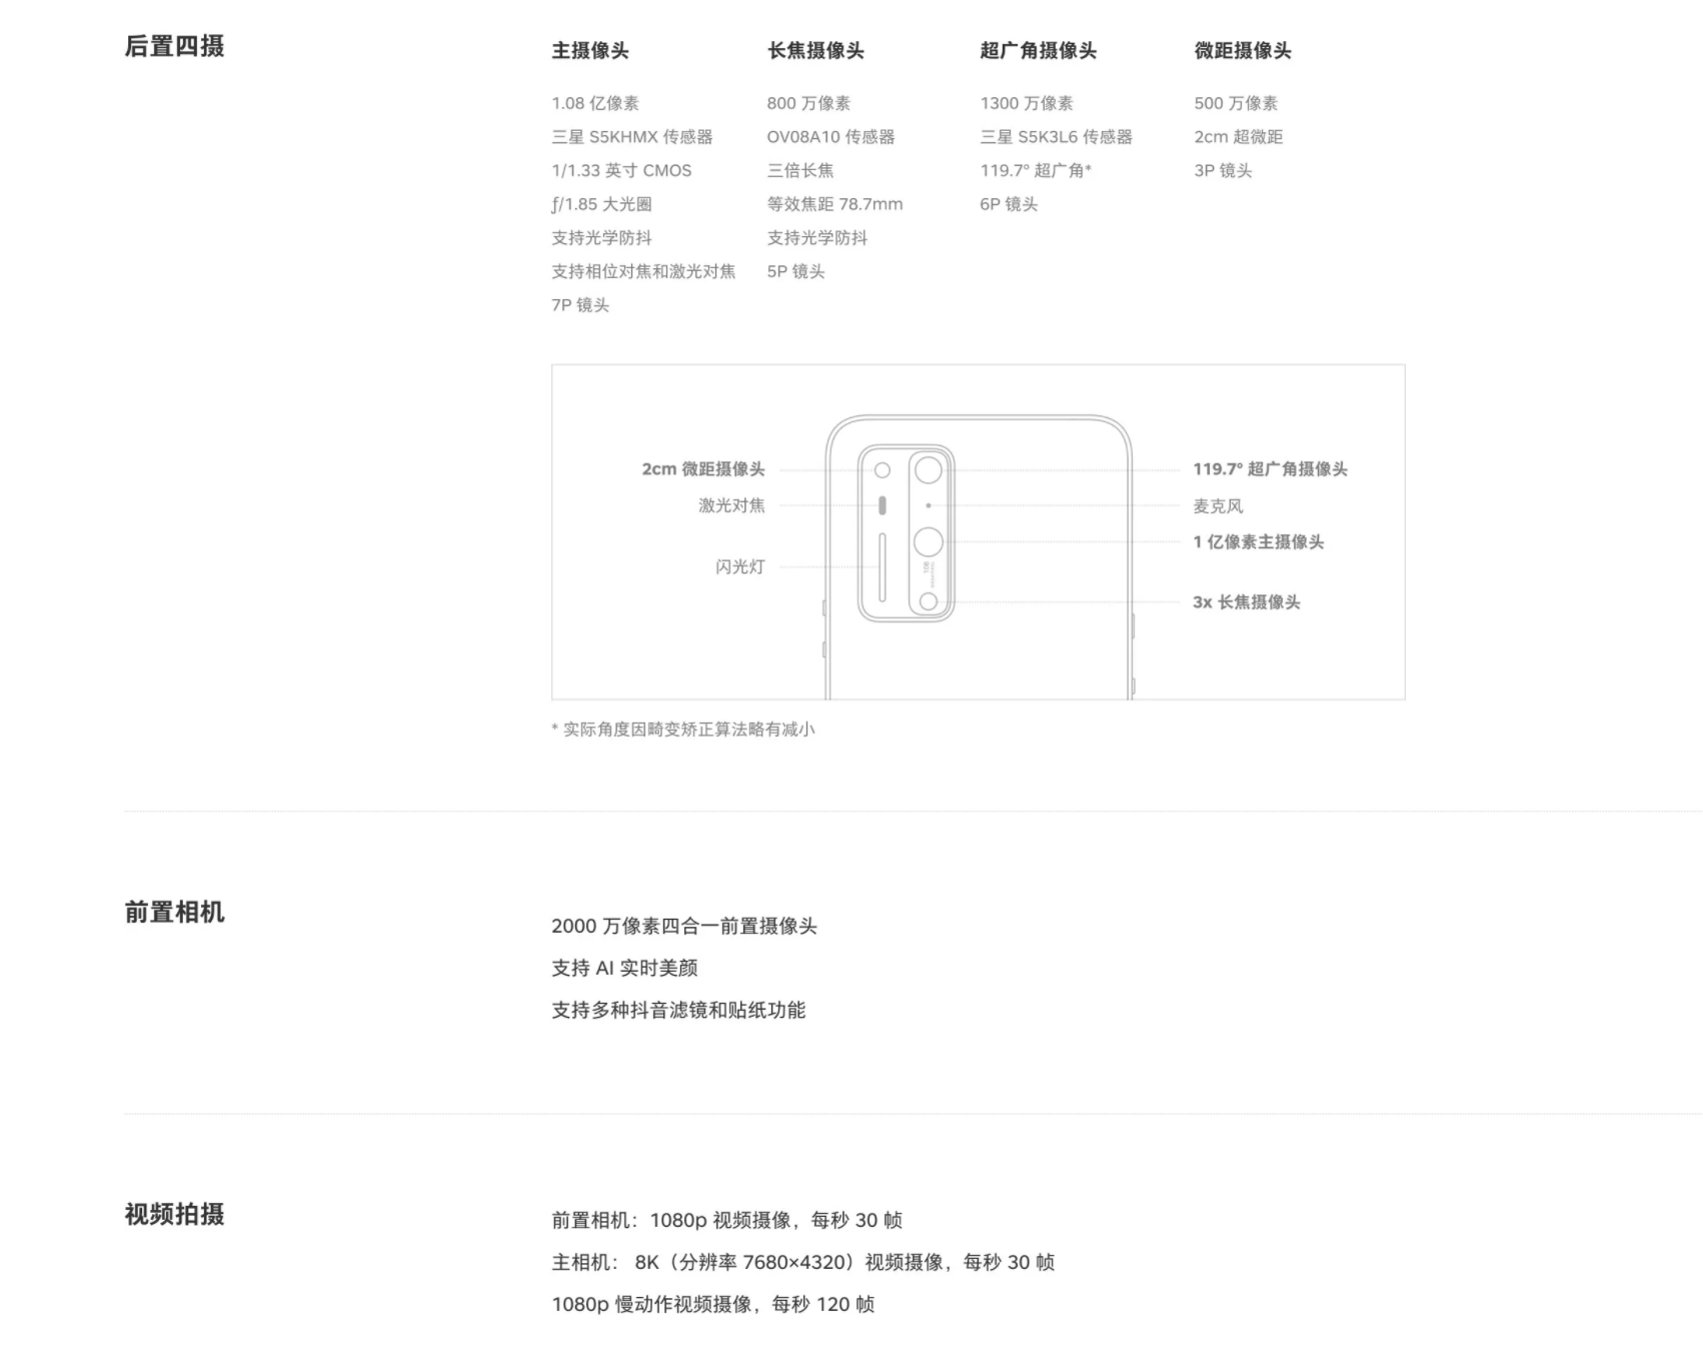 后置四摄
主摄像头
1.08 亿像素
三星 S5KHMX 传感器
1/1.33 英寸 CMOS
ƒ/1.85 大光圈
支持光学防抖
支持相位对焦和激光对焦
7P 镜头
长焦摄像头
800 万像素
OV08A10 传感器
三倍长焦
等效焦距 78.7mm
支持光学防抖
5P 镜头
超广角摄像头
1300 万像素
三星 S5K3L6 传感器
119.7° 超广角*
6P 镜头
微距摄像头
500 万像素
2cm 超微距
3P 镜头
2cm 微距摄像头
激光对焦
闪光灯
119.7° 超广角摄像头
麦克风
1 亿像素主摄像头
3x 长焦摄像头
* 实际角度因畸变矫正算法略有减小
前置相机
2000 万像素四合一前置摄像头
支持 AI 实时美颜
支持多种抖音滤镜和贴纸功能
视频拍摄
前置相机：1080p 视频摄像，每秒 30 帧
主相机： 8K（分辨率 7680×4320）视频摄像，每秒 30 帧
1080p 慢动作视频摄像，每秒 120 帧